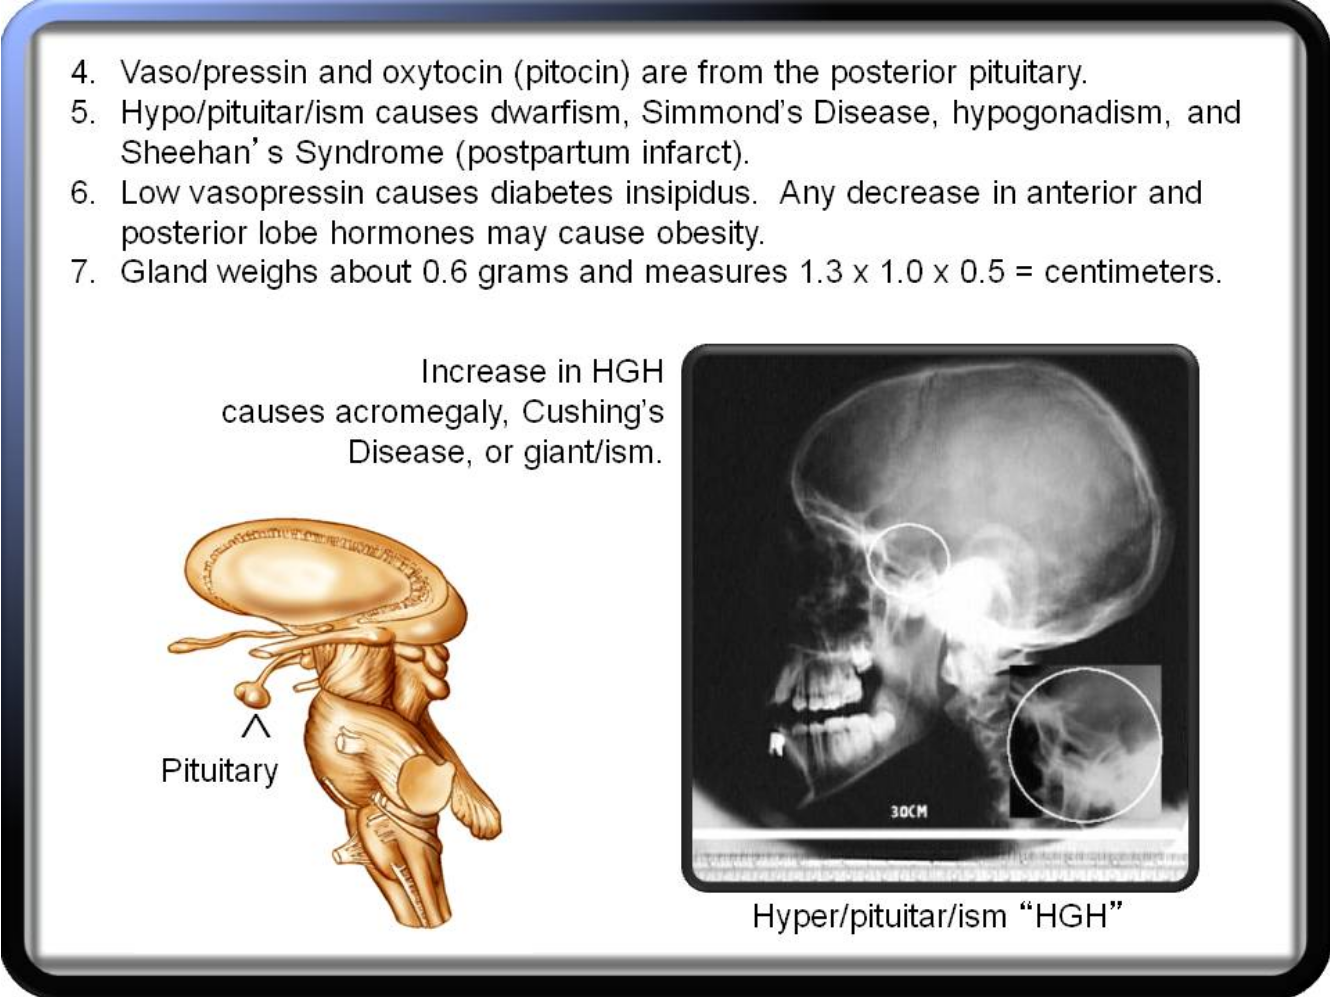 4. Vaso/pressin and oxytocin (pitocin) are from the posterior pituitary.
5. Hypo/pituitar/ism causes dwarfism, Simmond's Disease, hypogonadism, and
Sheehan's Syndrome (postpartum infarct).
6. Low vasopressin causes diabetes insipidus. Any decrease in anterior and
posterior lobe hormones may cause obesity.
7. Gland weighs about 0.6 grams and measures 1.3 x 1.0 x 0.5 = centimeters.
Increase in HGH
causes acromegaly, Cushing's
Disease, or giant/ism.
^
Pituitary
30CM
Hyper/pituitar/ism “HGH”